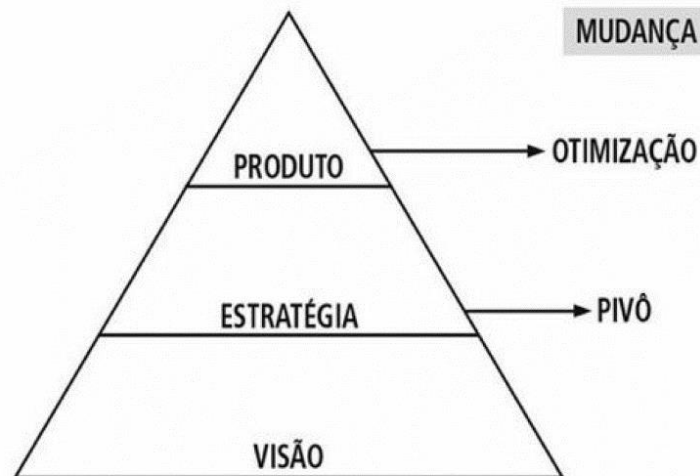 MUDANÇA
OTIMIZAÇÃO
PRODUTO
PIVÔ
ESTRATÉGIA
VISÃO